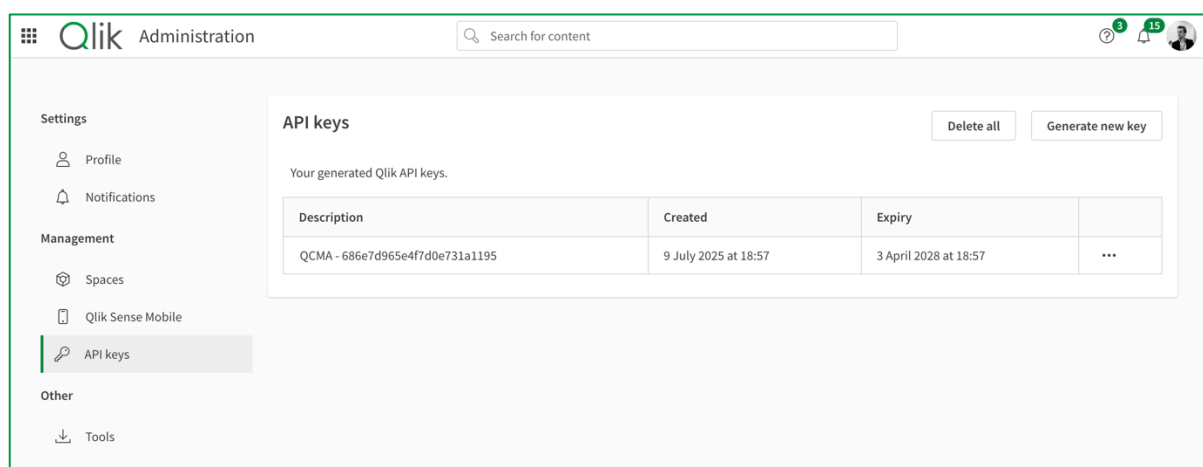 Qlik Administration
Search for content
3
15
Settings
Profile
Notifications
Management
Spaces
Qlik Sense Mobile
API keys
Other
Tools
API keys
Delete all
Generate new key
Your generated Qlik API keys.
Description Created Expiry
QCMA - 686e7d965e4f7d0e731a1195 9 July 2025 at 18:57 3 April 2028 at 18:57 •••